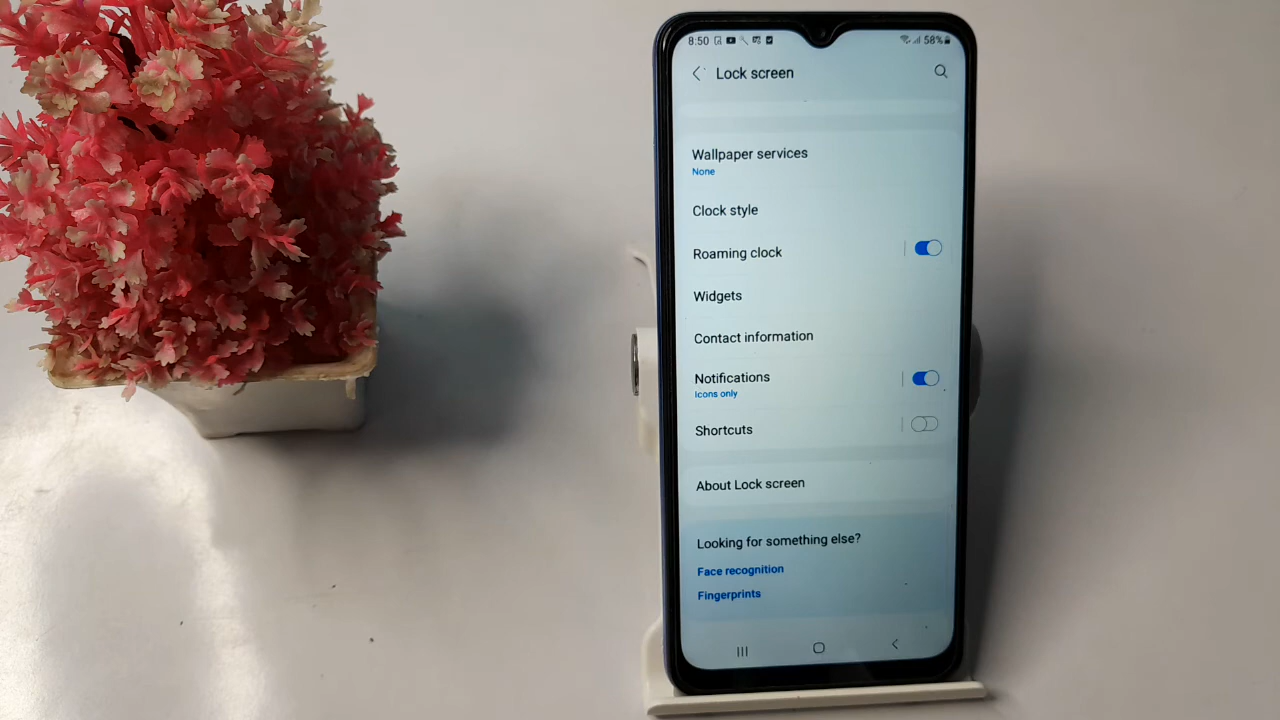 8:50
58%
Lock screen
Wallpaper services
None
Clock style
Roaming clock
Widgets
Contact information
Notifications
Icons only
Shortcuts
About Lock screen
Looking for something else?
Face recognition
Fingerprints